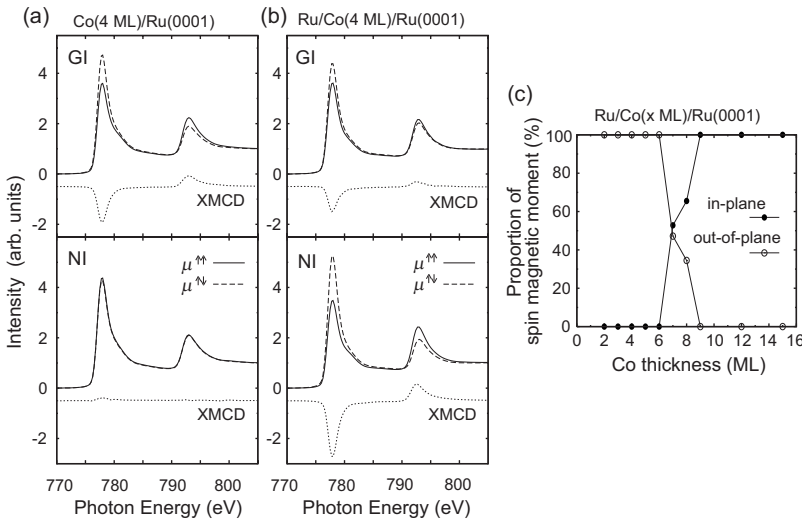 (a) Co(4 ML)/Ru(0001)
GI
4
2
0
-2
XMCD
NI
μ↑↑
μ↑↓
4
2
0
-2
XMCD
770 780 790 800
Photon Energy (eV)
Intensity (arb. units)
(b) Ru/Co(4 ML)/Ru(0001)
GI
XMCD
NI
μ↑↑
μ↑↓
XMCD
770 780 790 800
Photon Energy (eV)
(c)
Ru/Co(x ML)/Ru(0001)
100
80
60
40
20
0
in-plane
out-of-plane
0 2 4 6 8 10 12 14 16
Co thickness (ML)
Proportion of
spin magnetic moment (%)